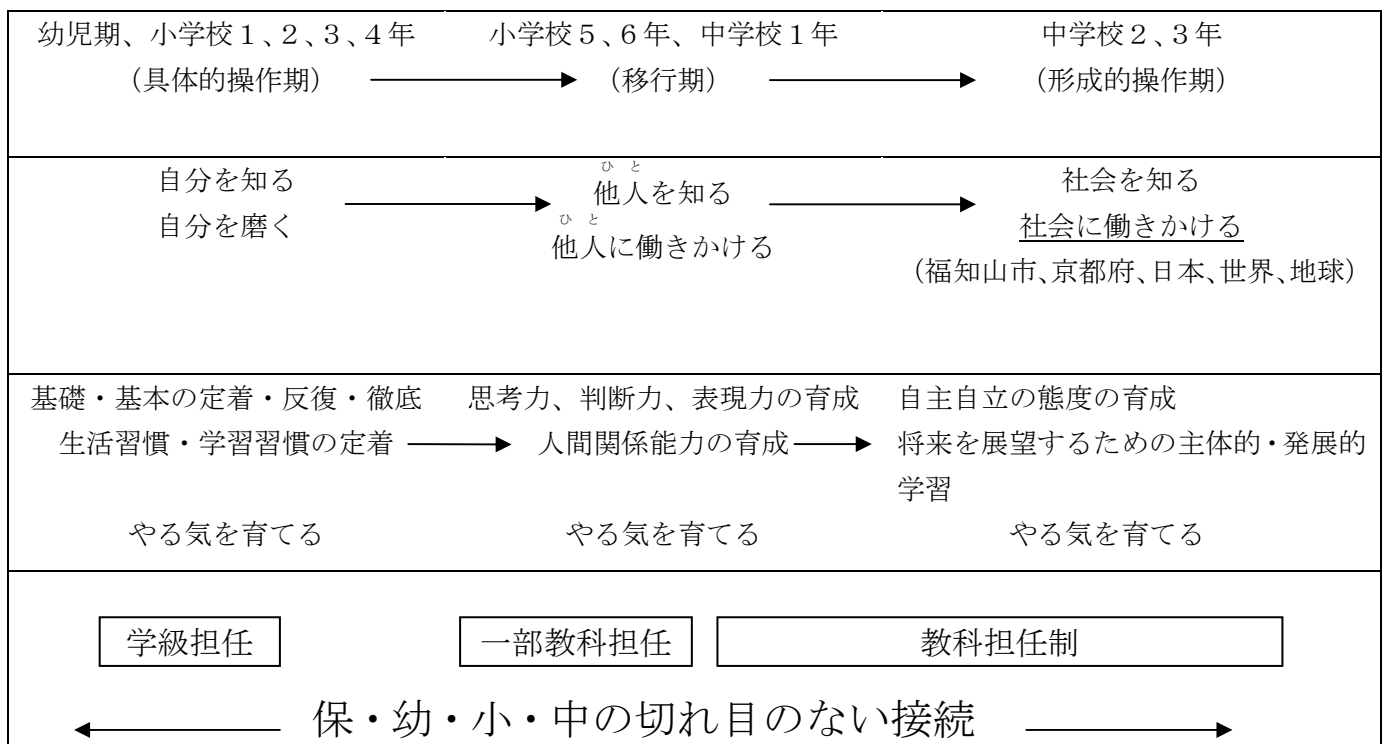 幼児期、小学校１、２、３、４年 小学校５、６年、中学校１年 中学校２、３年
（具体的操作期） （移行期） （形成的操作期）
自分を知る
自分を磨く
ひと
他人を知る
ひと
他人に働きかける
社会を知る
社会に働きかける
（福知山市、京都府、日本、世界、地球）
基礎・基本の定着・反復・徹底
生活習慣・学習習慣の定着
やる気を育てる
思考力、判断力、表現力の育成
人間関係能力の育成
やる気を育てる
自主自立の態度の育成
将来を展望するための主体的・発展的
学習
やる気を育てる
学級担任 一部教科担任 教科担任制
保・幼・小・中の切れ目のない接続